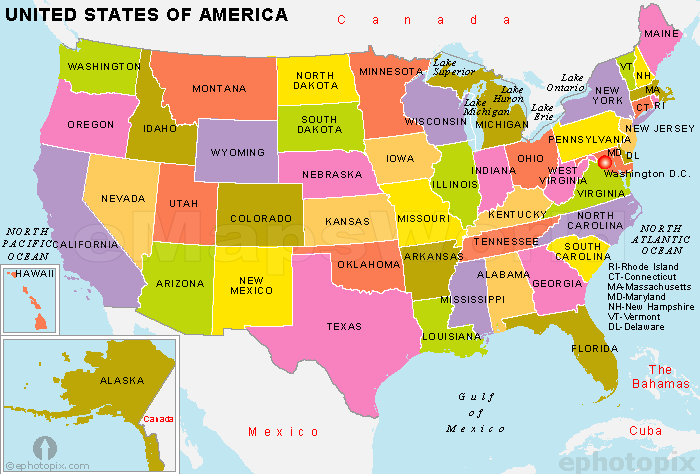 UNITED STATES OF AMERICA
Canada
MAINE
WASHINGTON
MONTANA
NORTH
DAKOTA
MINNESOTA
Lake
Superior
VT
NH
Lake
Ontario
NEW
YORK
MA
CT
RI
Lake
Huron
Lake
Michigan
Lake
Erie
OREGON
IDAHO
SOUTH
DAKOTA
WISCONSIN
MICHIGAN
NEW JERSEY
PENNSYLVANIA
WYOMING
IOWA
OHIO
MD
DL
Washington D.C.
NEBRASKA
INDIANA
WEST
VIRGINIA
ILLINOIS
VIRGINIA
NEVADA
UTAH
COLORADO
KANSAS
MISSOURI
KENTUCKY
NORTH
CAROLINA
NORTH
PACIFIC
OCEAN
CALIFORNIA
TENNESSEE
NORTH
ATLANTIC
OCEAN
ARIZONA
NEW
MEXICO
OKLAHOMA
ARKANSAS
SOUTH
CAROLINA
ALABAMA
GEORGIA
MISSISSIPPI
HAWAII
TEXAS
LOUISIANA
FLORIDA
RI-Rhode Island
CT-Connecticut
MA-Massachusetts
MD-Maryland
NH-New Hampshire
VT-Vermont
DL-Delaware
ALASKA
Canada
Mexico
Gulf
of
Mexico
The
Bahamas
Cuba
©ephotopix.com
ephotopix